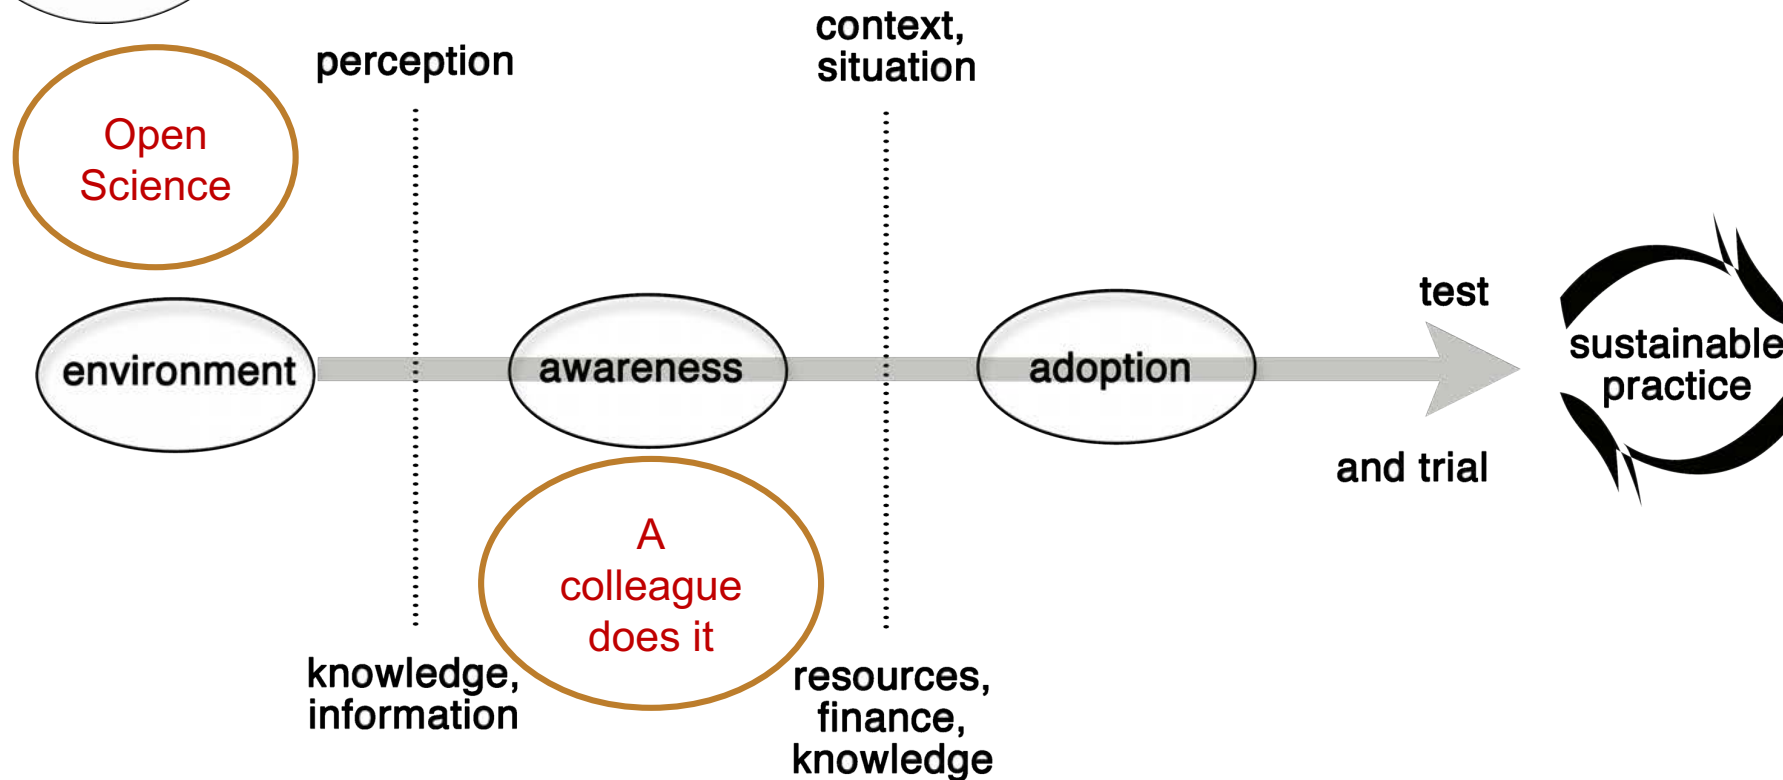 context,
situation
perception
Open
Science
test
environment
awareness
adoption
sustainable
practice
and trial
A
colleague
does it
knowledge,
information
resources,
finance,
knowledge